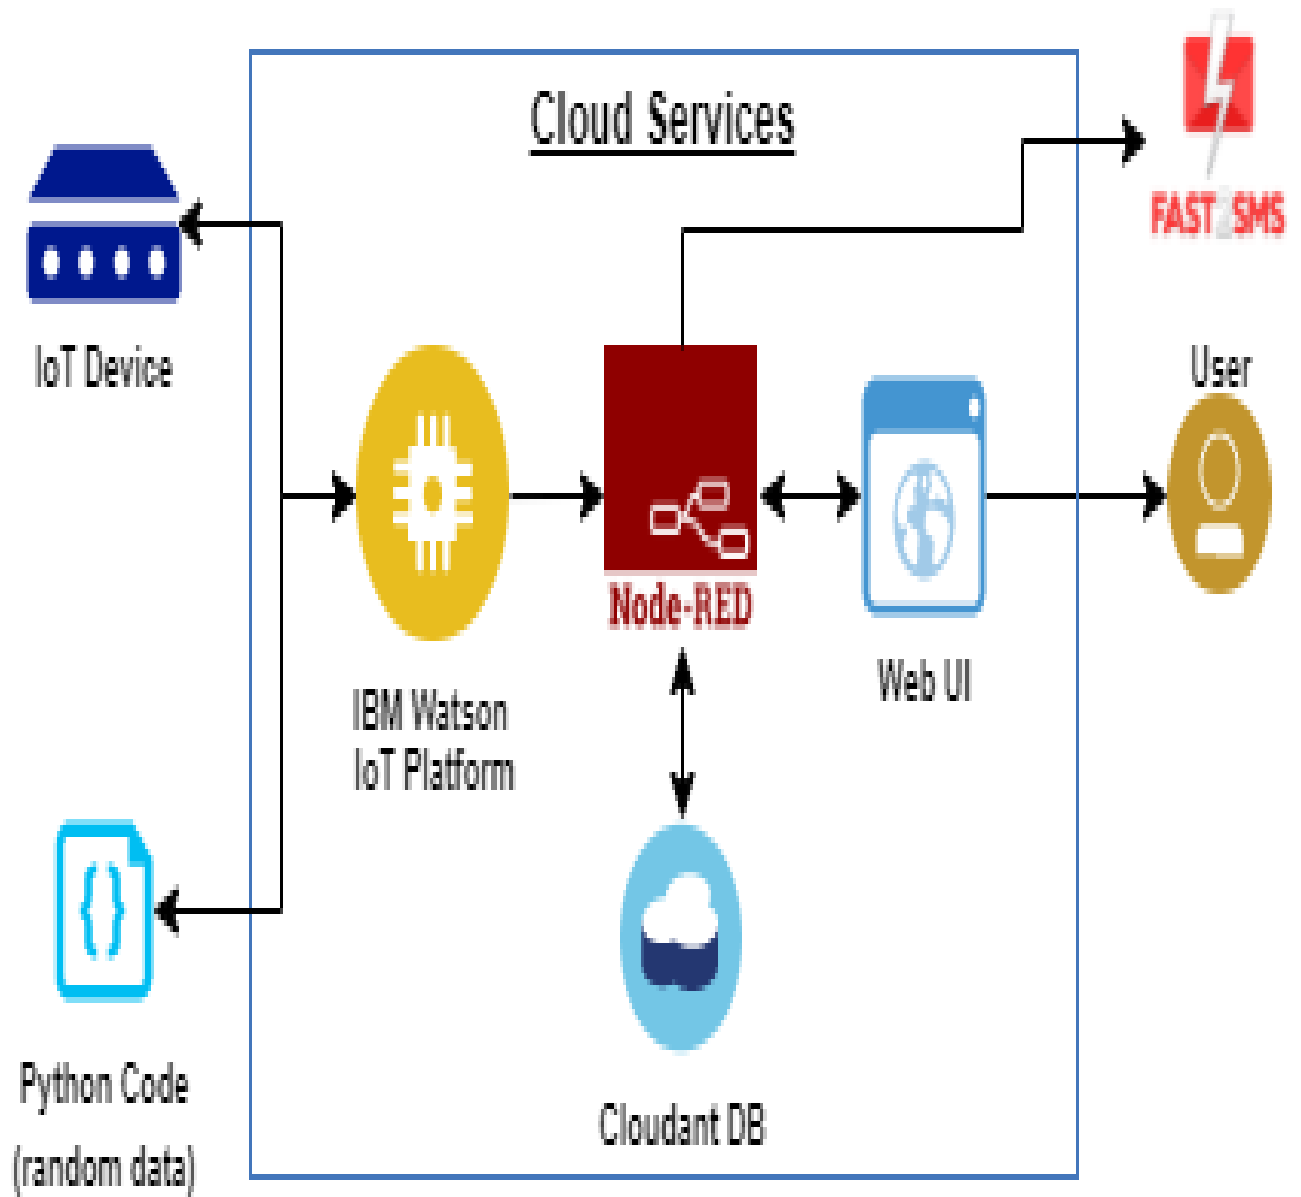 Cloud Services
FAST2SMS
IoT Device
User
Node-RED
Web UI
IBM Watson
IoT Platform
Python Code
(random data)
Cloudant DB